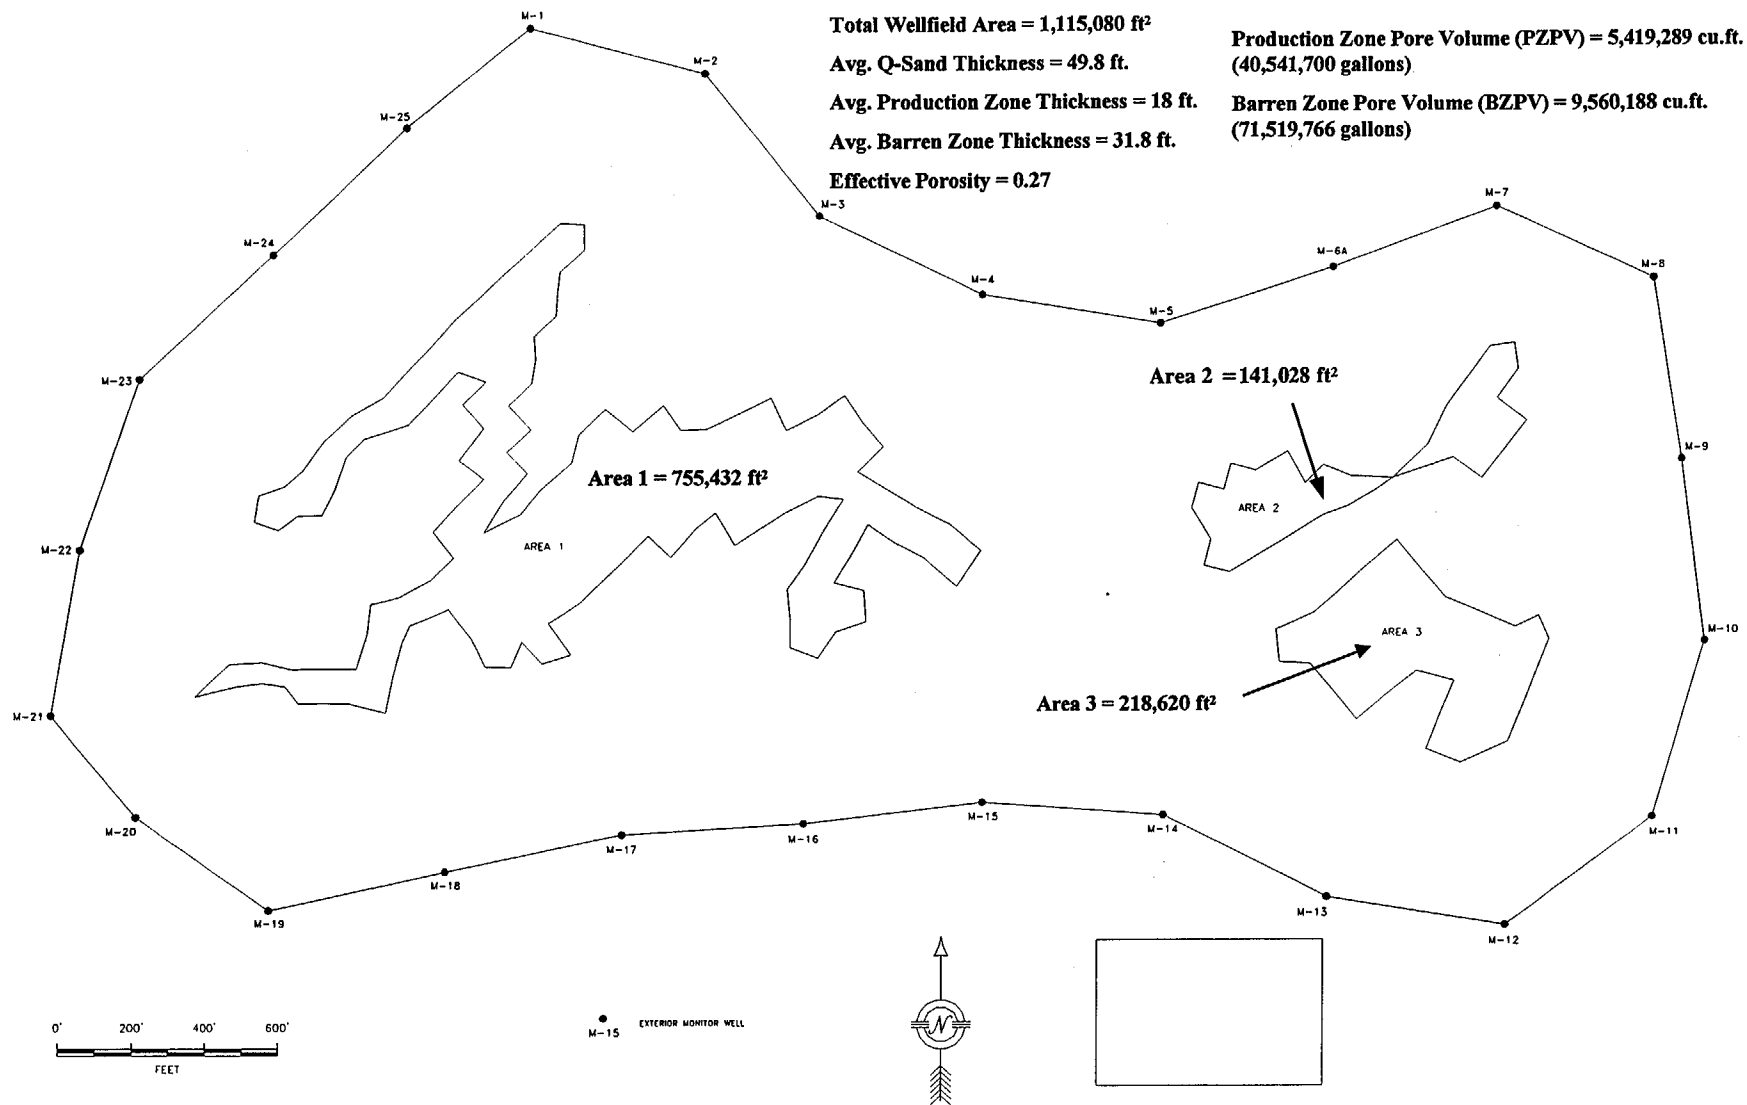 Total Wellfield Area = 1,115,080 ft²
Avg. Q-Sand Thickness = 49.8 ft.
Avg. Production Zone Thickness = 18 ft.
Avg. Barren Zone Thickness = 31.8 ft.
Effective Porosity = 0.27
Production Zone Pore Volume (PZPV) = 5,419,289 cu.ft.
(40,541,700 gallons)
Barren Zone Pore Volume (BZPV) = 9,560,188 cu.ft.
(71,519,766 gallons)
M-1
M-2
M-25
M-3
M-7
M-24
M-6A
M-8
M-4
M-5
M-23
Area 2 =141,028 ft²
M-9
Area 1 = 755,432 ft²
AREA 2
AREA 1
M-22
AREA 3
M-10
Area 3 = 218,620 ft²
M-21
M-20
M-15
M-14
M-11
M-17
M-16
M-18
M-19
M-13
M-12
0' 200' 400' 600'
FEET
M-15 EXTERIOR MONITOR WELL
N